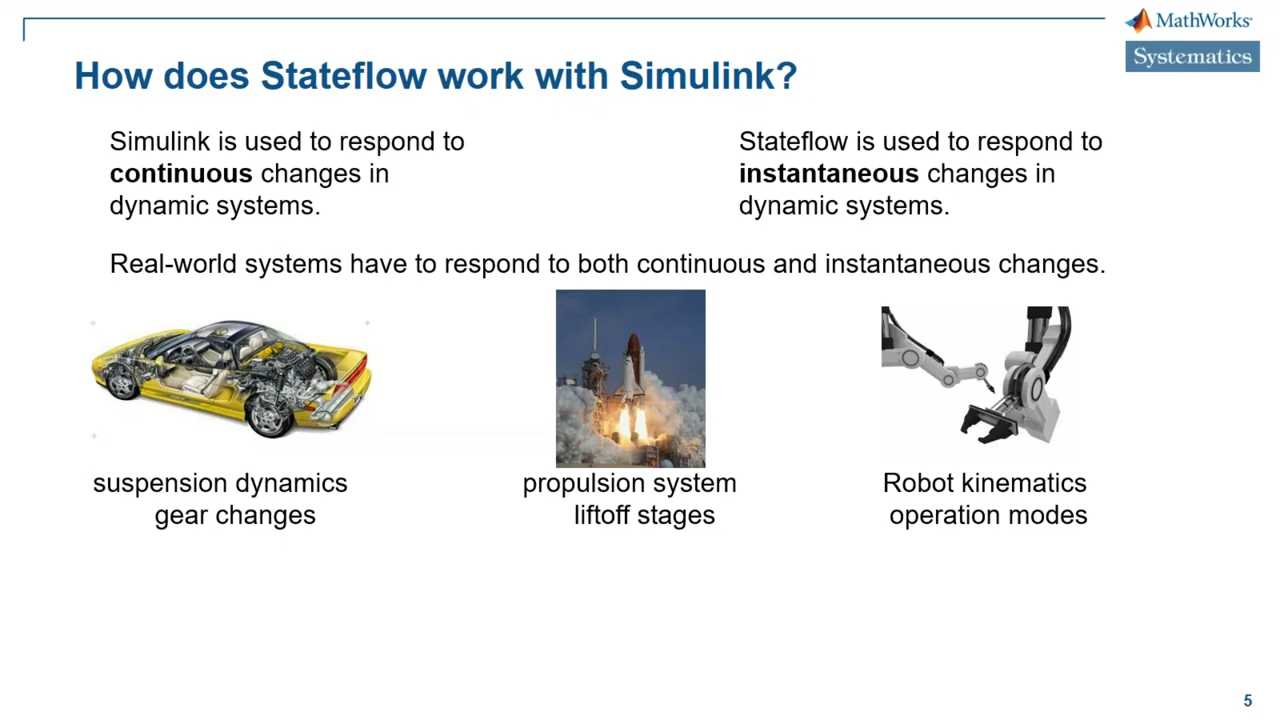 MathWorks
Systematics
How does Stateflow work with Simulink?
Simulink is used to respond to
continuous changes in
dynamic systems.
Stateflow is used to respond to
instantaneous changes in
dynamic systems.
Real-world systems have to respond to both continuous and instantaneous changes.
suspension dynamics
gear changes
propulsion system
liftoff stages
Robot kinematics
operation modes
5